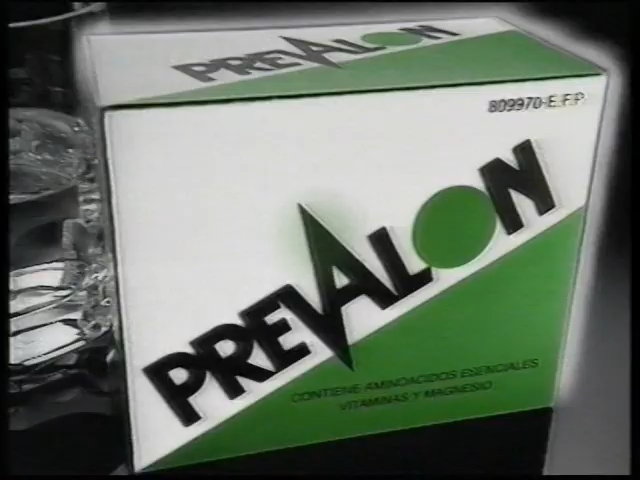 PREVALON
809970-E.F.P.
PREVALON
CONTIENE AMINOACIDOS ESENCIALES
VITAMINAS Y MAGNESIO